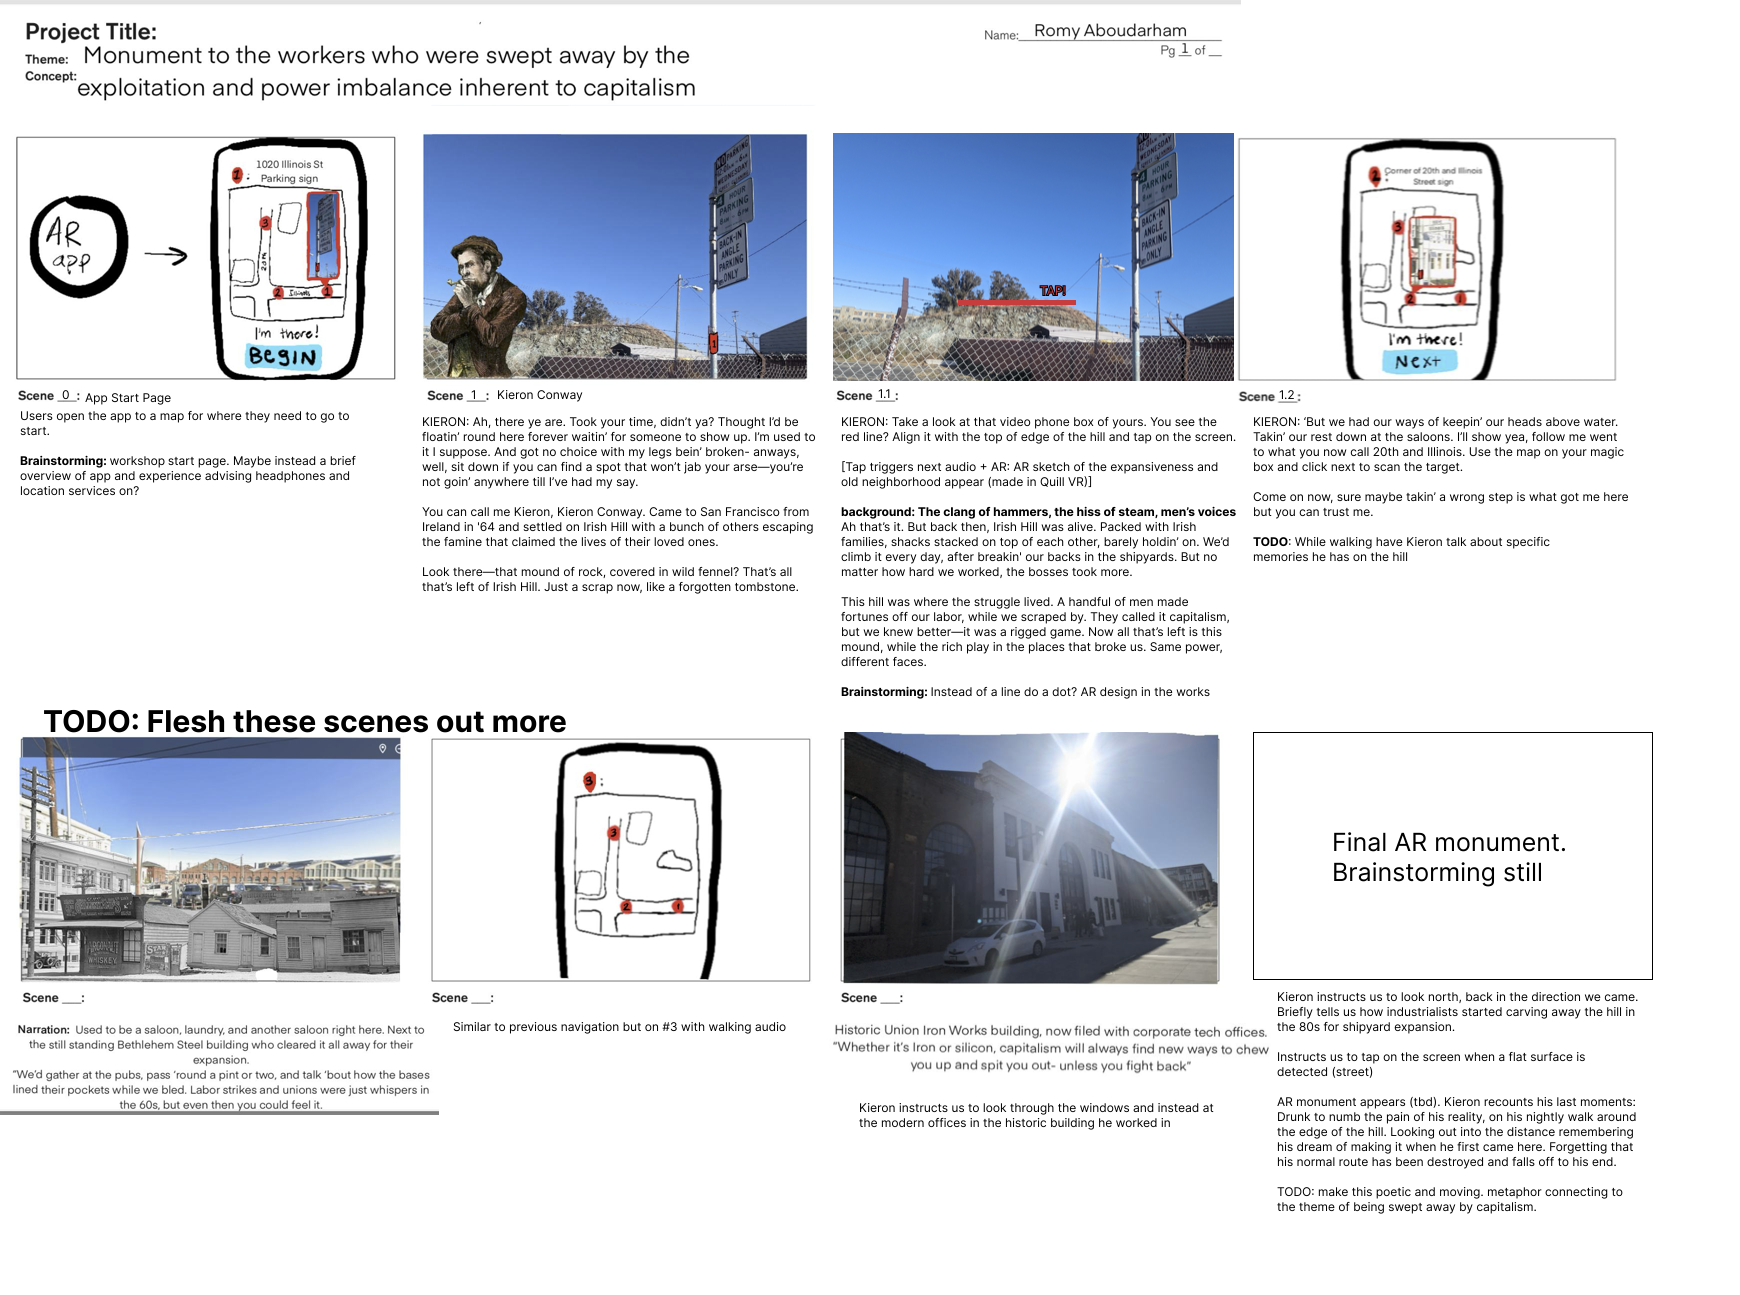 Project Title:
Name: Romy Aboudarham
Pg 1 of __
Theme: Monument to the workers who were swept away by the
Concept: exploitation and power imbalance inherent to capitalism
AR
app
1 :
1020 Illinois St
Parking sign
3
20th
2
Illinois
1
I'm there!
BEGIN
PARKING
WEDNESDAY
HOUR
PARKING
8AM - 6PM
BACK-IN
ANGLE
PARKING
ONLY
1
WEDNESDAY
HOUR
PARKING
8AM - 6PM
BACK-IN
ANGLE
PARKING
ONLY
TAP!
2 :
Corner of 20th and Illinois
Street sign
3
2
1
I'm there!
NEXT
Scene 0 : App Start Page
Users open the app to a map for where they need to go to
start.
Brainstorming: workshop start page. Maybe instead a brief
overview of app and experience advising headphones and
location services on?
Scene 1 : Kieron Conway
KIERON: Ah, there ye are. Took your time, didn't ya? Thought I'd be
floatin' round here forever waitin' for someone to show up. I'm used to
it I suppose. And got no choice with my legs bein' broken- anways,
well, sit down if you can find a spot that won't jab your arse—you're
not goin' anywhere till I've had my say.
You can call me Kieron, Kieron Conway. Came to San Francisco from
Ireland in '64 and settled on Irish Hill with a bunch of others escaping
the famine that claimed the lives of their loved ones.
Look there—that mound of rock, covered in wild fennel? That's all
that's left of Irish Hill. Just a scrap now, like a forgotten tombstone.
Scene 1.1 :
KIERON: Take a look at that video phone box of yours. You see the
red line? Align it with the top of edge of the hill and tap on the screen.
[Tap triggers next audio + AR: AR sketch of the expansiveness and
old neighborhood appear (made in Quill VR)]
background: The clang of hammers, the hiss of steam, men's voices
Ah that's it. But back then, Irish Hill was alive. Packed with Irish
families, shacks stacked on top of each other, barely holdin' on. We'd
climb it every day, after breakin' our backs in the shipyards. But no
matter how hard we worked, the bosses took more.
This hill was where the struggle lived. A handful of men made
fortunes off our labor, while we scraped by. They called it capitalism,
but we knew better—it was a rigged game. Now all that's left is this
mound, while the rich play in the places that broke us. Same power,
different faces.
Brainstorming: Instead of a line do a dot? AR design in the works
Scene 1.2 :
KIERON: 'But we had our ways of keepin' our heads above water.
Takin' our rest down at the saloons. I'll show yea, follow me went
to what you now call 20th and Illinois. Use the map on your magic
box and click next to scan the target.
Come on now, sure maybe takin' a wrong step is what got me here
but you can trust me.
TODO: While walking have Kieron talk about specific
memories he has on the hill
TODO: Flesh these scenes out more
WHISKEY
3 :
3
2
1
Final AR monument.
Brainstorming still
Scene ___:
Narration: Used to be a saloon, laundry, and another saloon right here. Next to
the still standing Bethlehem Steel building who cleared it all away for their
expansion.
"We'd gather at the pubs, pass 'round a pint or two, and talk 'bout how the bases
lined their pockets while we bled. Labor strikes and unions were just whispers in
the 60s, but even then you could feel it.
Scene ___:
Similar to previous navigation but on #3 with walking audio
Scene ___:
Historic Union Iron Works building, now filed with corporate tech offices.
"Whether it's Iron or silicon, capitalism will always find new ways to chew
you up and spit you out- unless you fight back"
Kieron instructs us to look through the windows and instead at
the modern offices in the historic building he worked in
Kieron instructs us to look north, back in the direction we came.
Briefly tells us how industrialists started carving away the hill in
the 80s for shipyard expansion.
Instructs us to tap on the screen when a flat surface is
detected (street)
AR monument appears (tbd). Kieron recounts his last moments:
Drunk to numb the pain of his reality, on his nightly walk around
the edge of the hill. Looking out into the distance remembering
his dream of making it when he first came here. Forgetting that
his normal route has been destroyed and falls off to his end.
TODO: make this poetic and moving. metaphor connecting to
the theme of being swept away by capitalism.